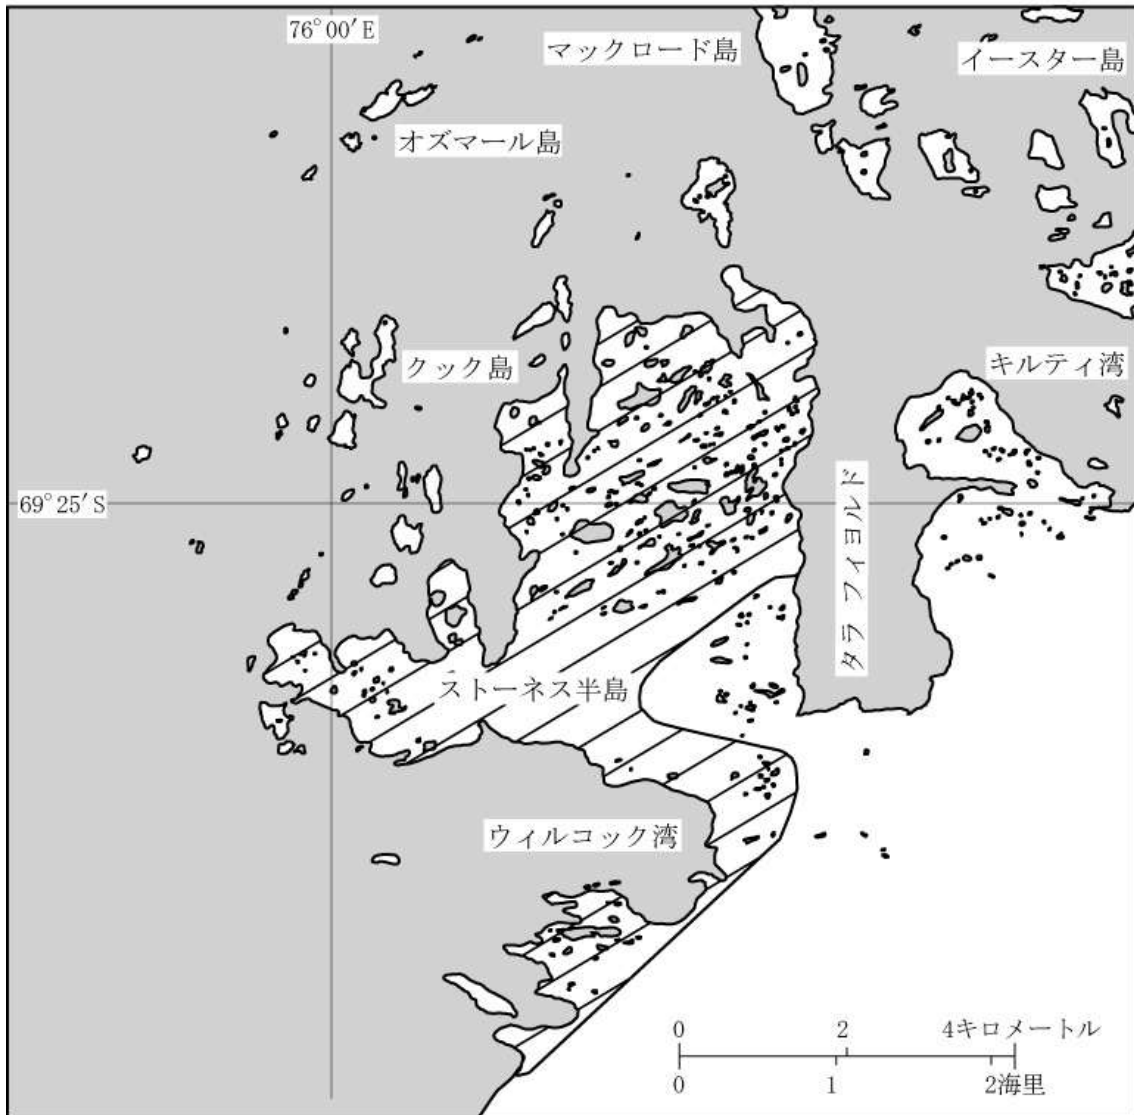 76°00′E
マックロード島
イースター島
オズマール島
クック島
キルティ湾
69°25′S
タラ フィヨルド
ストーネス半島
ウィルコック湾
0 2 4キロメートル
0 1 2海里